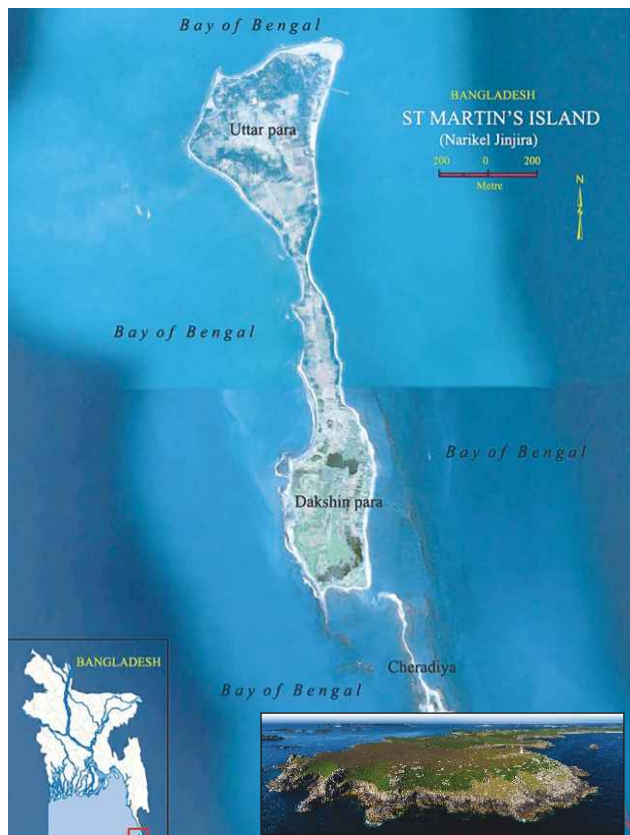 Bay of Bengal
BANGLADESH
ST MARTIN'S ISLAND
(Narikel Jinjira)
200 0 200
Metre
N
Uttar para
Bay of Bengal
Bay of Bengal
Dakshin para
Cheradiya
BANGLADESH
Bay of Bengal